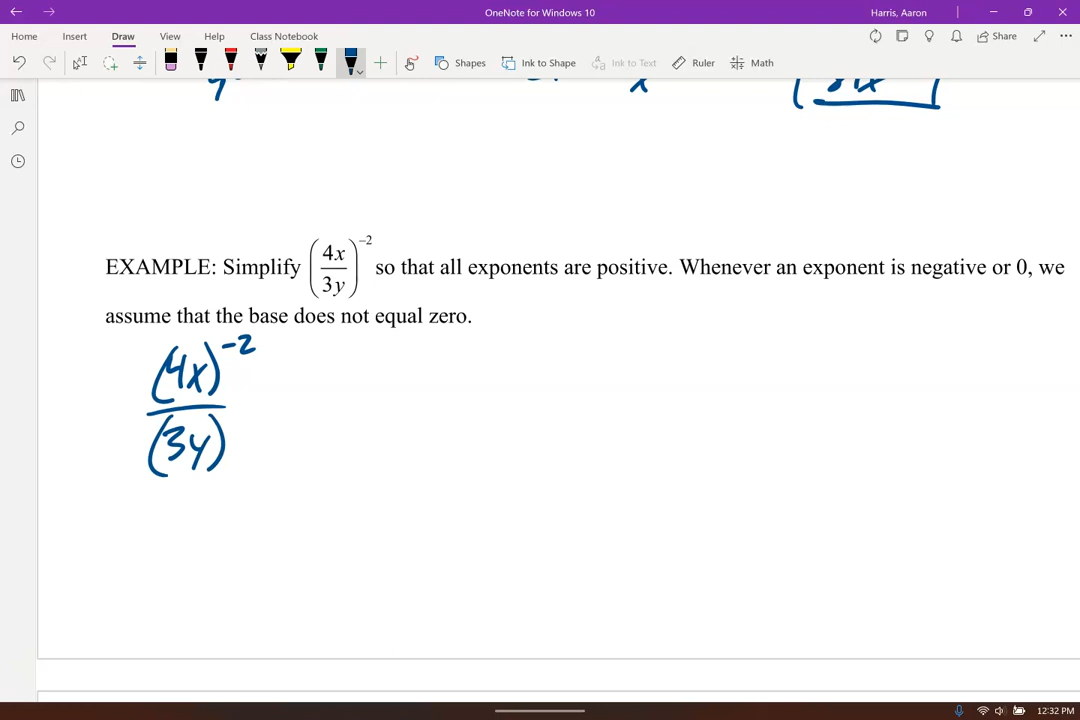 OneNote for Windows 10
Harris, Aaron
Home Insert Draw View Help Class Notebook Share
Shapes Ink to Shape Ink to Text Ruler Math
EXAMPLE: Simplify (4x/3y)^−2 so that all exponents are positive. Whenever an exponent is negative or 0, we
assume that the base does not equal zero.
(4x)^-2
(3y)
12:32 PM